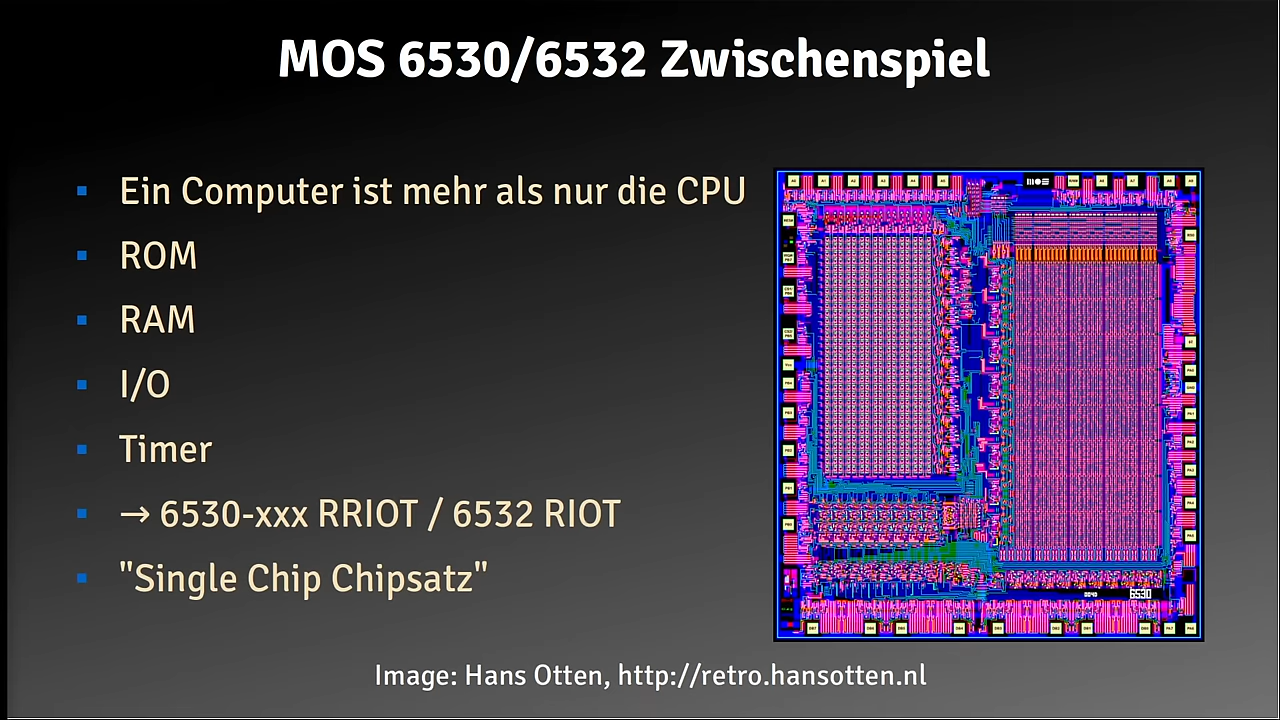 MOS 6530/6532 Zwischenspiel
Ein Computer ist mehr als nur die CPU
ROM
RAM
I/O
Timer
→ 6530-xxx RRIOT / 6532 RIOT
"Single Chip Chipsatz"
mos
6530
Image: Hans Otten, http://retro.hansotten.nl